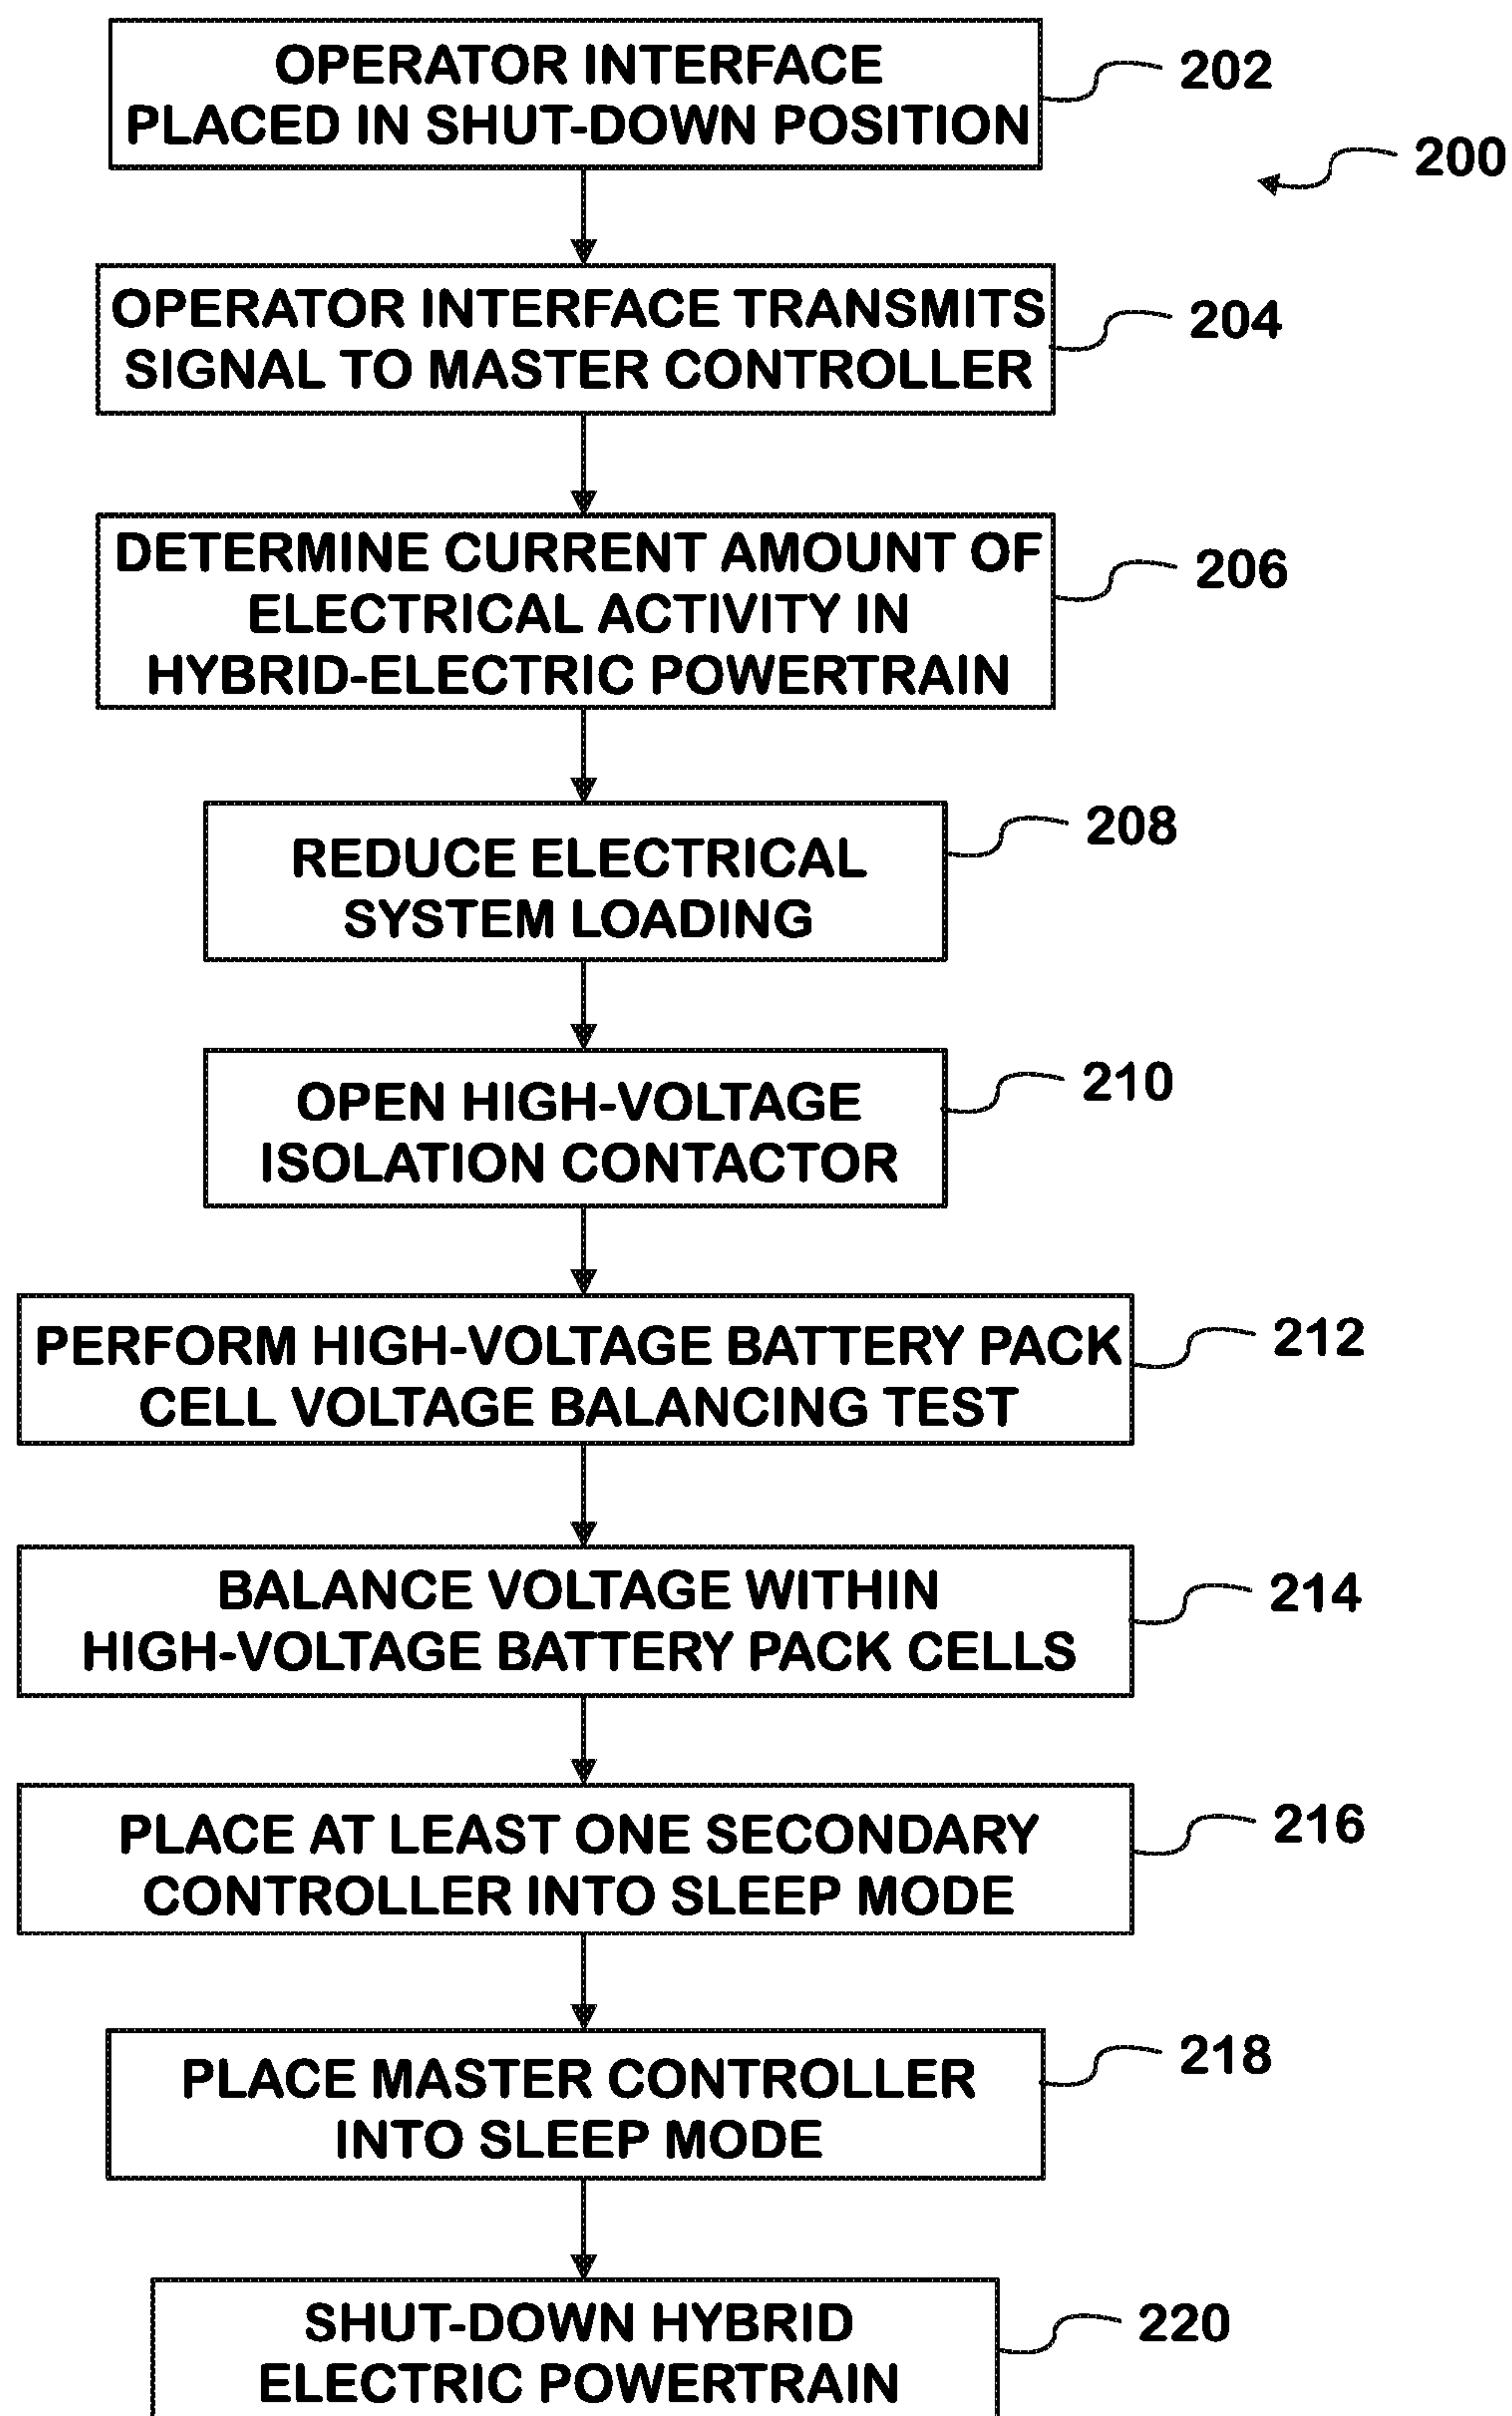 OPERATOR INTERFACE
PLACED IN SHUT-DOWN POSITION
202
200
OPERATOR INTERFACE TRANSMITS
SIGNAL TO MASTER CONTROLLER
204
DETERMINE CURRENT AMOUNT OF
ELECTRICAL ACTIVITY IN
HYBRID-ELECTRIC POWERTRAIN
206
REDUCE ELECTRICAL
SYSTEM LOADING
208
OPEN HIGH-VOLTAGE
ISOLATION CONTACTOR
210
PERFORM HIGH-VOLTAGE BATTERY PACK
CELL VOLTAGE BALANCING TEST
212
BALANCE VOLTAGE WITHIN
HIGH-VOLTAGE BATTERY PACK CELLS
214
PLACE AT LEAST ONE SECONDARY
CONTROLLER INTO SLEEP MODE
216
PLACE MASTER CONTROLLER
INTO SLEEP MODE
218
SHUT-DOWN HYBRID
ELECTRIC POWERTRAIN
220